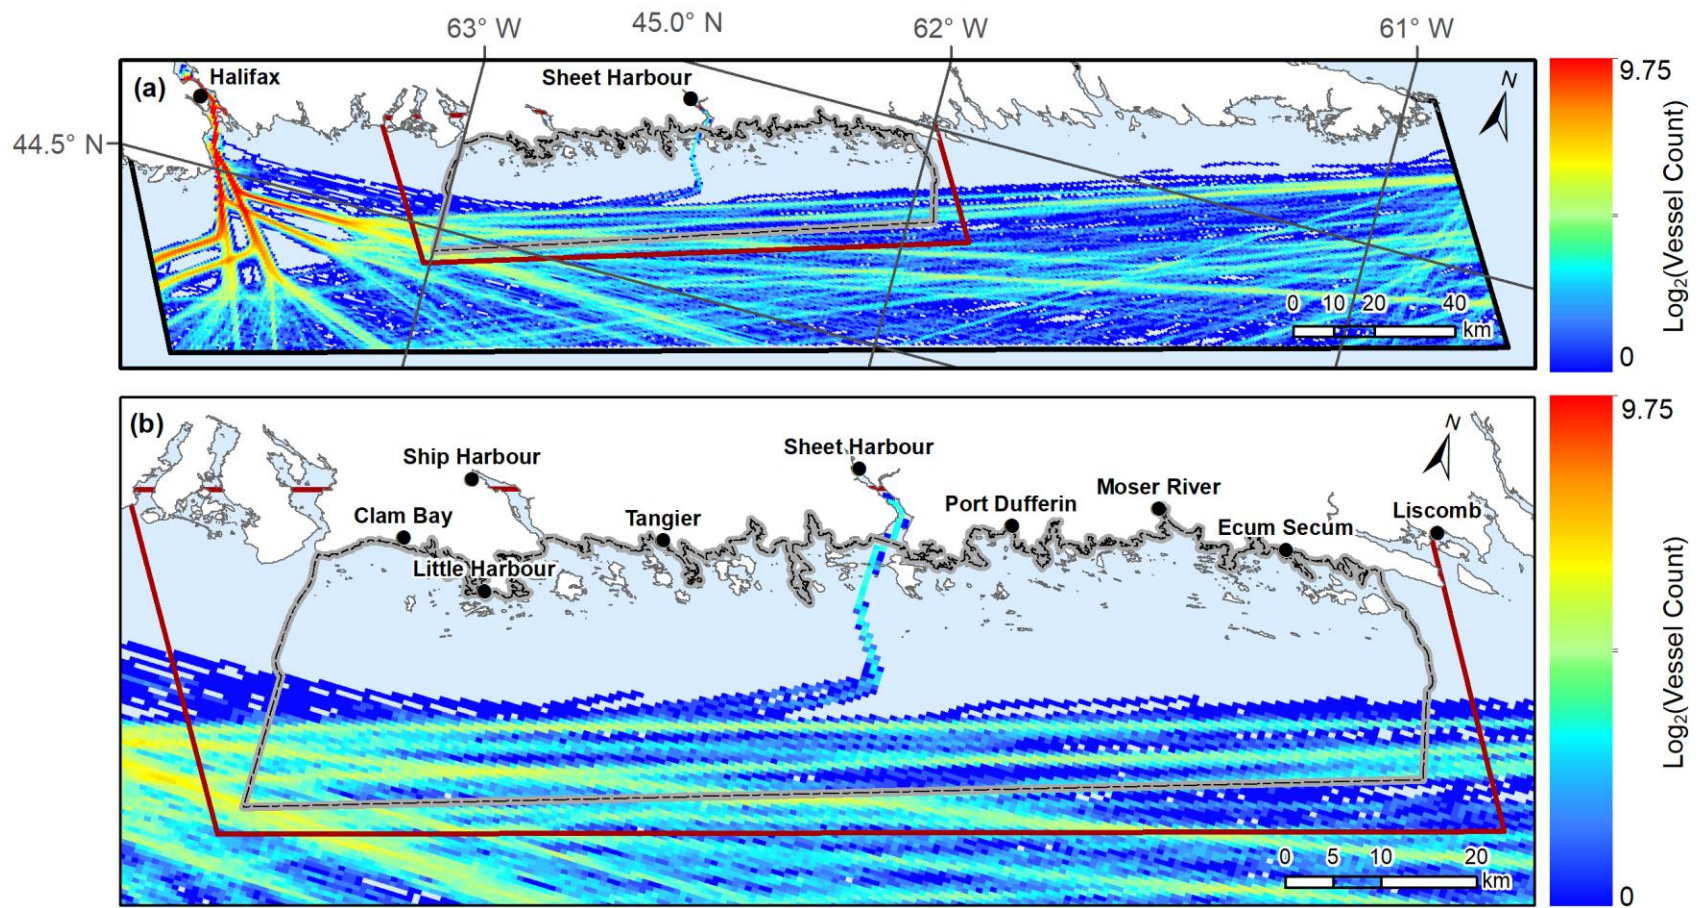 63° W
45.0° N
62° W
61° W
(a)
Halifax
Sheet Harbour
N
44.5° N
0 10 20 40
km
9.75
Log₂(Vessel Count)
0
(b)
Ship Harbour
Sheet Harbour
N
Clam Bay
Tangier
Port Dufferin
Moser River
Ecum Secum
Liscomb
Little Harbour
0 5 10 20
km
9.75
Log₂(Vessel Count)
0